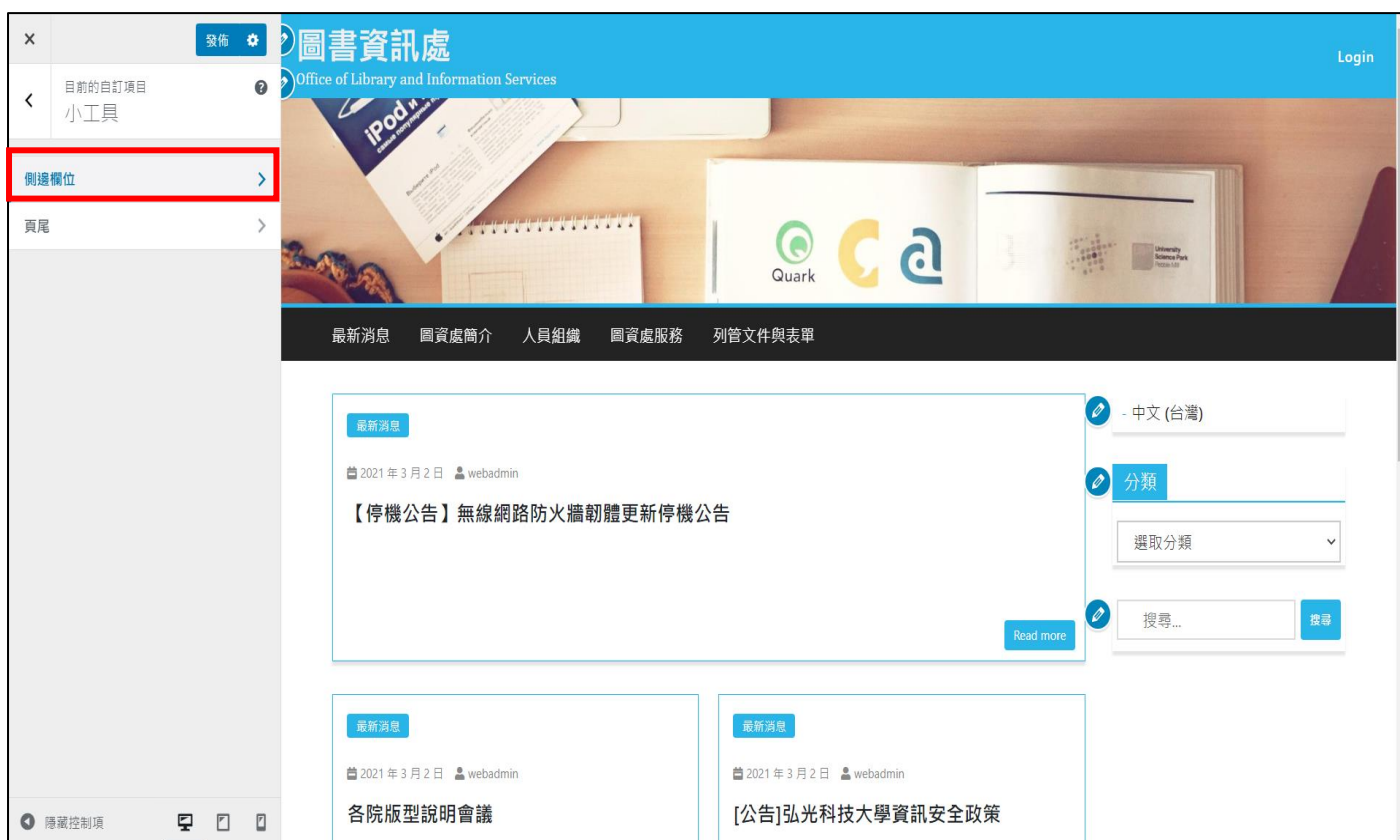 發佈
目前的自訂項目
小工具
側邊欄位
頁尾
隱藏控制項
圖書資訊處
Office of Library and Information Services
Login
iPod
Quark
University
Science Park
最新消息 圖資處簡介 人員組織 圖資處服務 列管文件與表單
最新消息
2021 年 3 月 2 日 webadmin
【停機公告】無線網路防火牆韌體更新停機公告
Read more
- 中文 (台灣)
分類
選取分類
搜尋... 搜尋
最新消息
2021 年 3 月 2 日 webadmin
各院版型說明會議
最新消息
2021 年 3 月 2 日 webadmin
[公告]弘光科技大學資訊安全政策